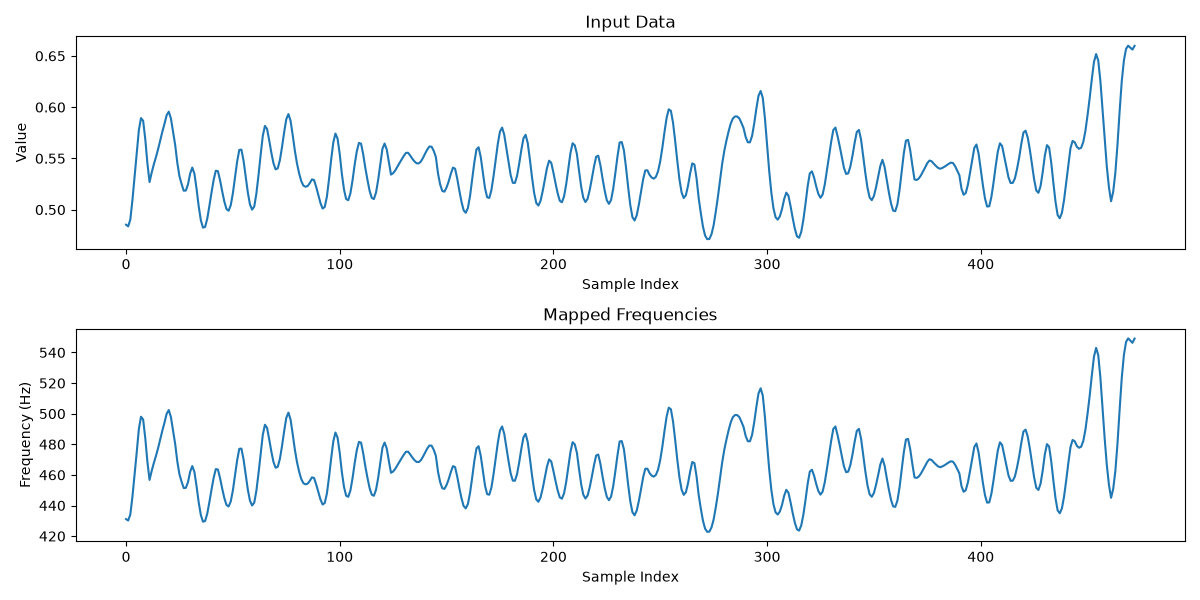 Input Data
0.65
0.60
0.55
0.50
Value
0 100 200 300 400
Sample Index
Mapped Frequencies
540
520
500
480
460
440
420
Frequency (Hz)
0 100 200 300 400
Sample Index